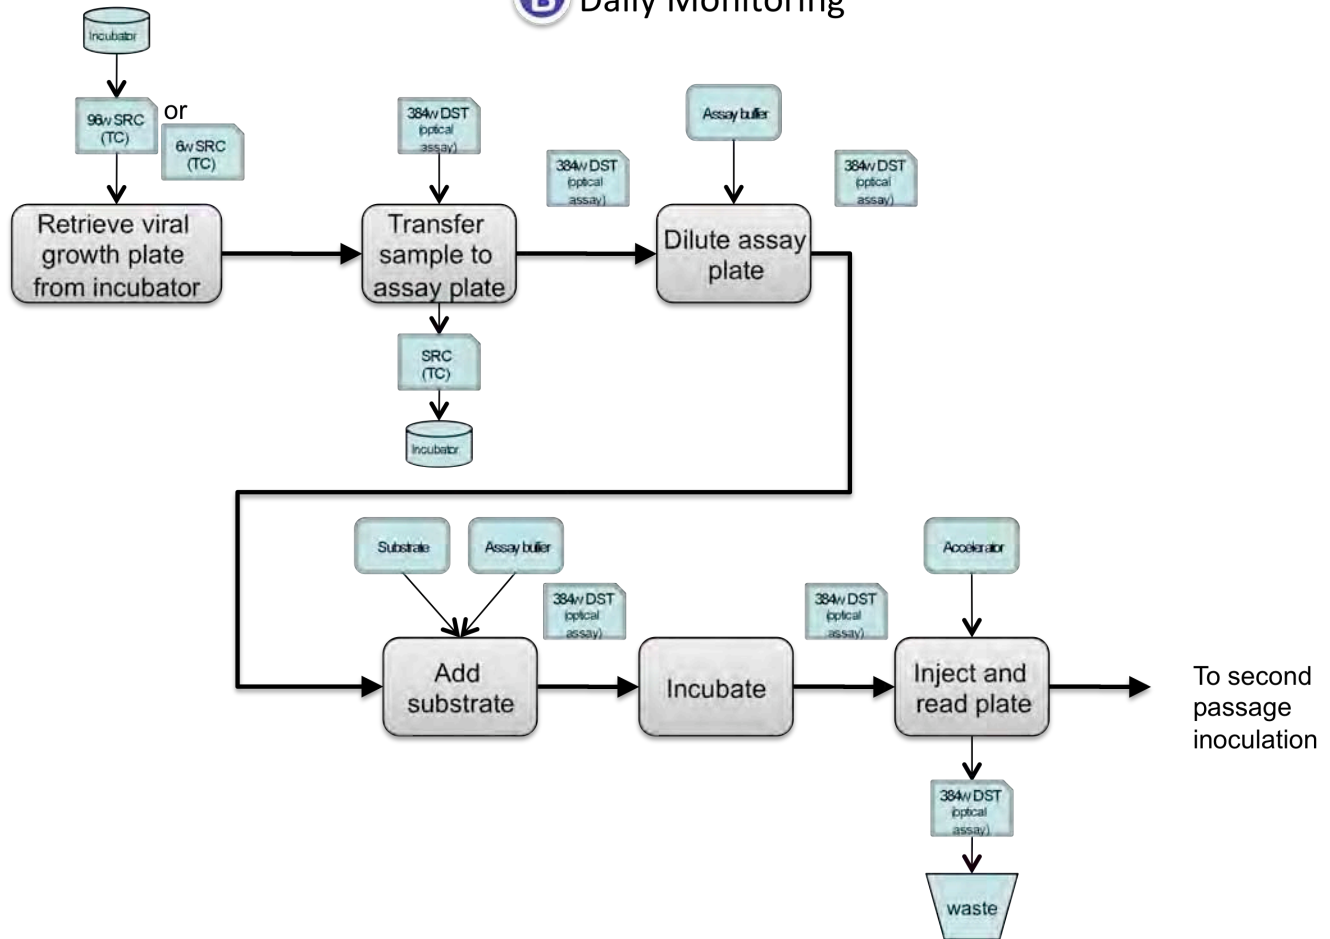 B Daily Monitoring
Incubator
96w SRC
(TC)
or
6w SRC
(TC)
384w DST
(optical
assay)
Assay buffer
384w DST
(optical
assay)
384w DST
(optical
assay)
Retrieve viral
growth plate
from incubator
Transfer
sample to
assay plate
Dilute assay
plate
SRC
(TC)
Incubator
Substrate
Assay buffer
Accelerator
384w DST
(optical
assay)
384w DST
(optical
assay)
Add
substrate
Incubate
Inject and
read plate
To second
passage
inoculation
384w DST
(optical
assay)
waste